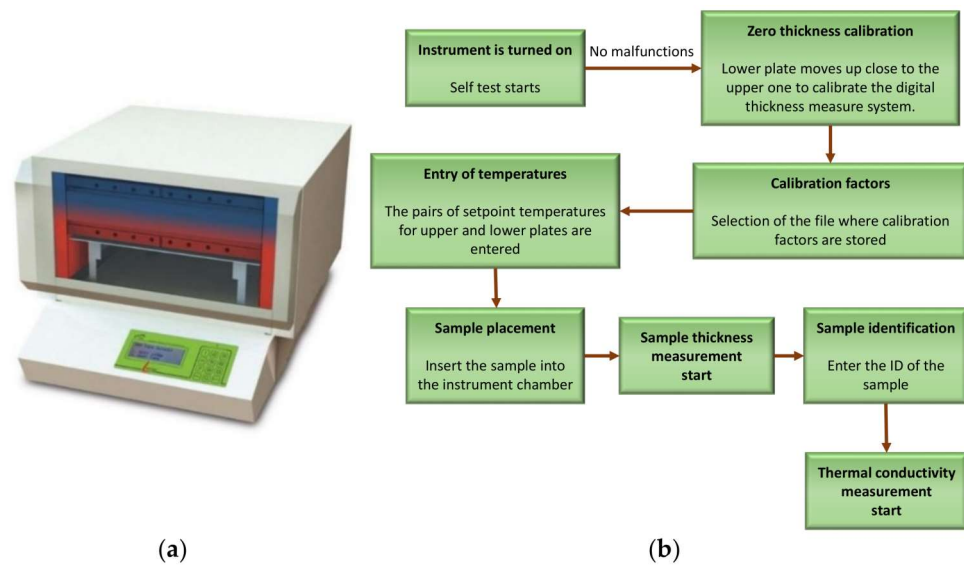 Instrument is turned on
Self test starts
No malfunctions
Zero thickness calibration
Lower plate moves up close to the
upper one to calibrate the digital
thickness measure system.
Entry of temperatures
The pairs of setpoint temperatures
for upper and lower plates are
entered
Calibration factors
Selection of the file where calibration
factors are stored
Sample placement
Insert the sample into
the instrument chamber
Sample thickness
measurement
start
Sample identification
Enter the ID of the
sample
Thermal conductivity
measurement
start
(a)
(b)